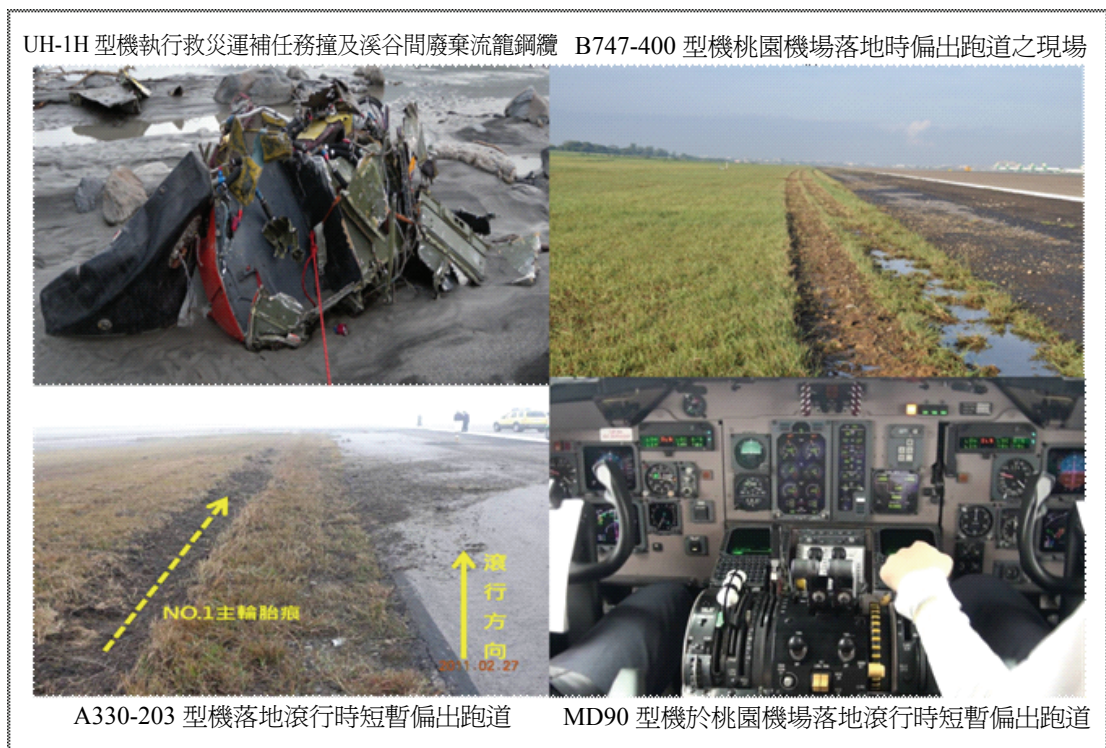 UH-1H 型機執行救災運補任務撞及溪谷間廢棄流籠鋼纜
B747-400 型機桃園機場落地時偏出跑道之現場
NO.1主輪胎痕
滾行方向
2011.02.27
A330-203 型機落地滾行時短暫偏出跑道
MD90 型機於桃園機場落地滾行時短暫偏出跑道